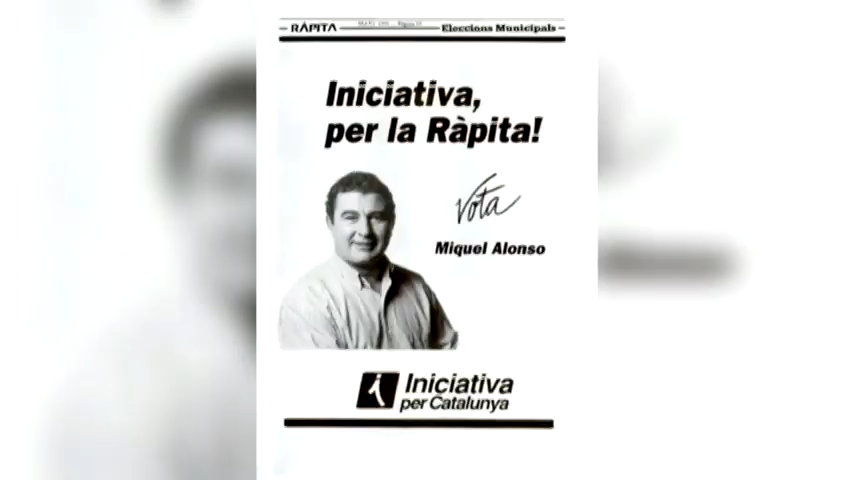 RÀPITA
Eleccions Municipals
Iniciativa,
per la Ràpita!
Vota
Miquel Alonso
Iniciativa
per Catalunya